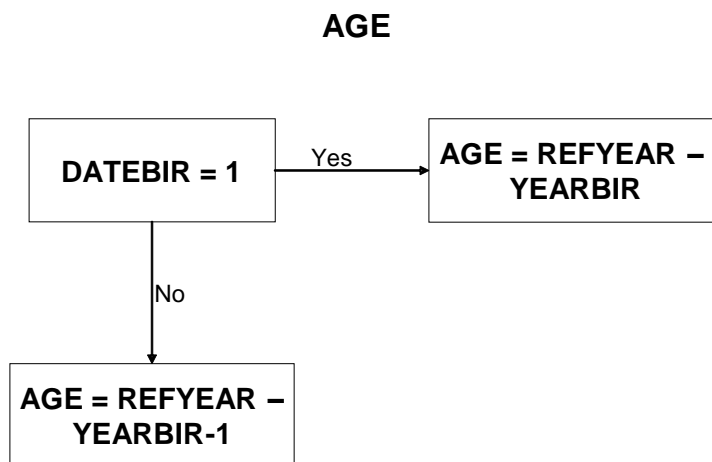 AGE
DATEBIR = 1
Yes
AGE = REFYEAR –
YEARBIR
No
AGE = REFYEAR –
YEARBIR-1